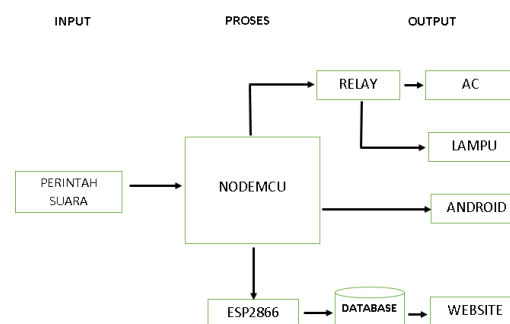 INPUT
PROSES
OUTPUT
RELAY
AC
LAMPU
NODEMCU
PERINTAH
SUARA
ANDROID
ESP2866
DATABASE
WEBSITE